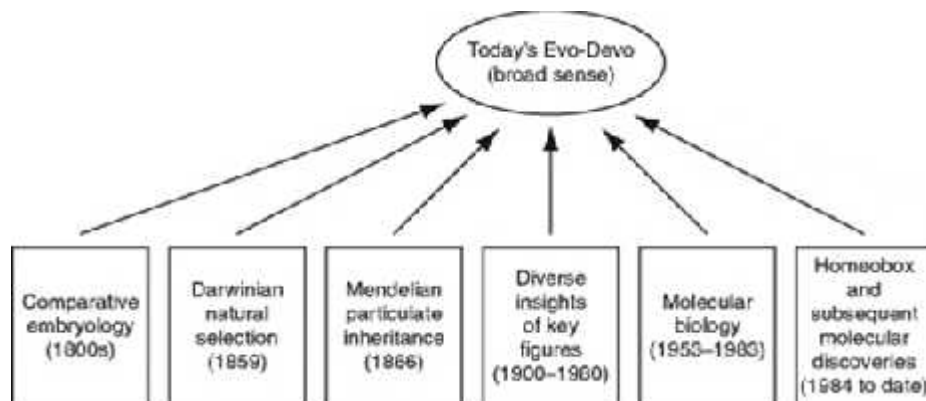 Today's Evo-Devo
(broad sense)
Comparative
embryology
(1800s)
Darwinian
natural
selection
(1859)
Mendelian
particulate
inheritance
(1866)
Diverse
insights
of key
figures
(1900–1980)
Molecular
biology
(1953–1983)
Homeobox
and
subsequent
molecular
discoveries
(1984 to date)